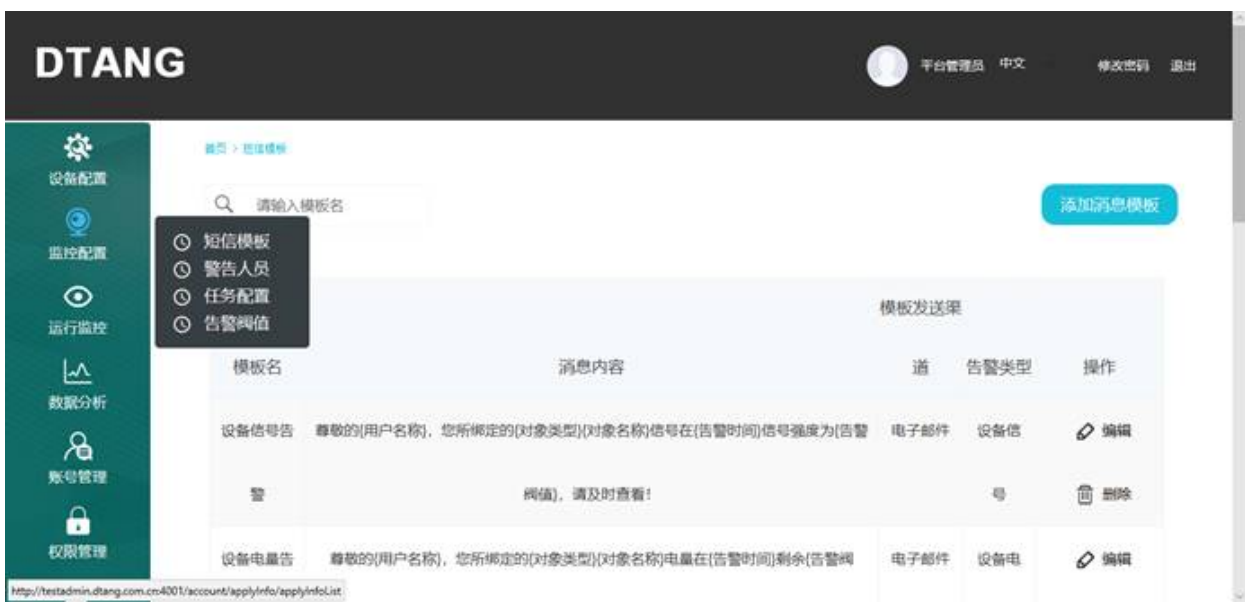 DTANG
平台管理员 中文 修改密码 退出
设备配置
监控配置
运行监控
数据分析
账号管理
权限管理
首页 > 短信模板
请输入模板名
添加消息模板
短信模板
警告人员
任务配置
告警阀值
模板名 消息内容 模板发送渠道 告警类型 操作
设备信号告警 尊敬的{用户名称}，您所绑定的{对象类型}{对象名称}信号在{告警时间}信号强度为{告警阀值}，请及时查看！ 电子邮件 设备信号 编辑 删除
设备电量告 尊敬的{用户名称}，您所绑定的{对象类型}{对象名称}电量在{告警时间}剩余{告警阀 电子邮件 设备电 编辑
http://testadmin.dtang.com.cn:4001/account/applyInfo/applyInfoList